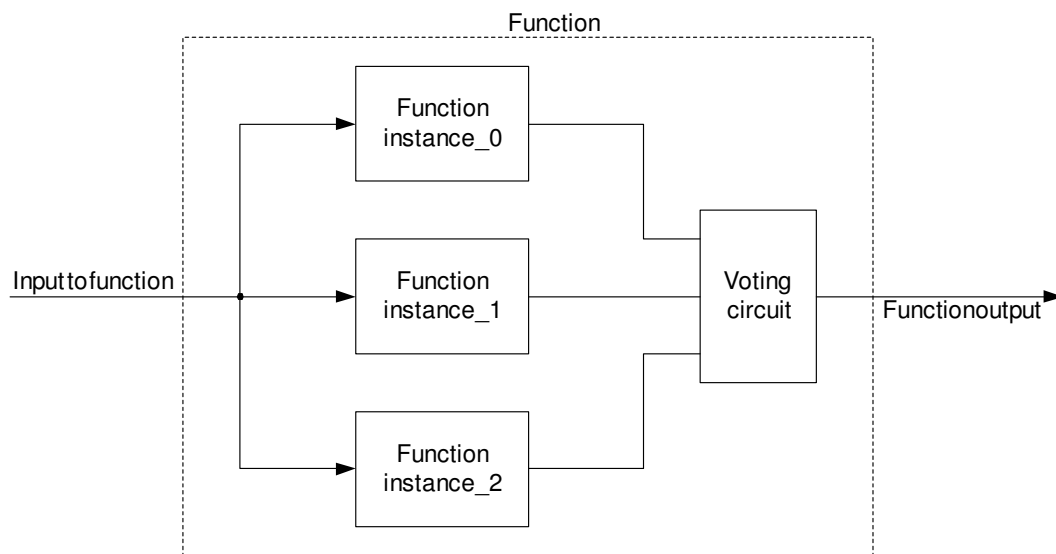 Function
Function
instance_0
Inputtofunction
Function
instance_1
Voting
circuit
Functionoutput
Function
instance_2